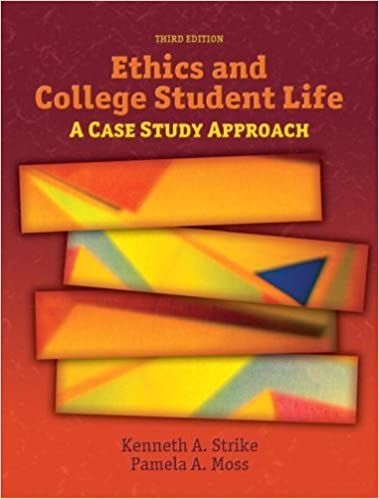 THIRD EDITION
Ethics and
College Student Life
A CASE STUDY APPROACH
Kenneth A. Strike
Pamela A. Moss